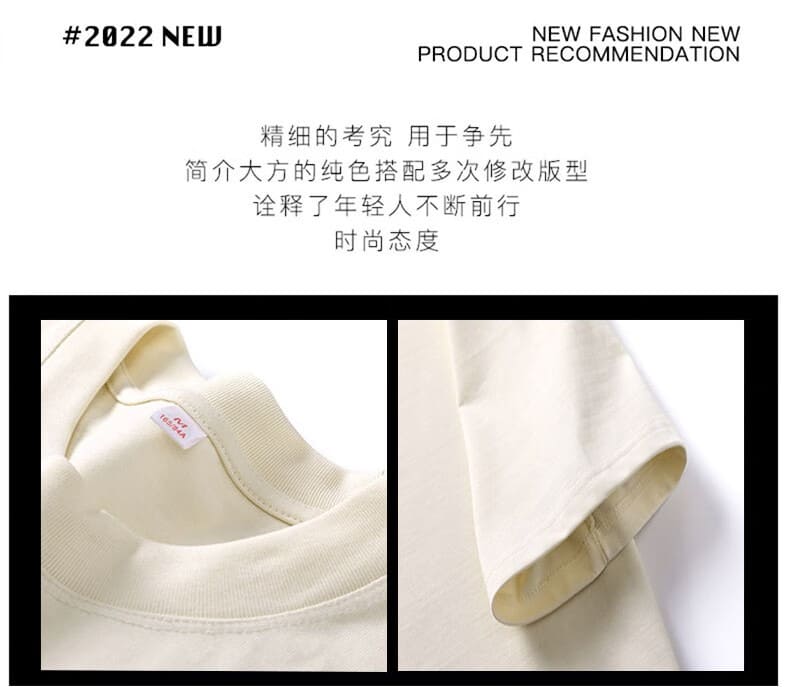 #2022 NEW
NEW FASHION NEW
PRODUCT RECOMMENDATION
精细的考究 用于争先
简介大方的纯色搭配多次修改版型
诠释了年轻人不断前行
时尚态度
M
165/84A